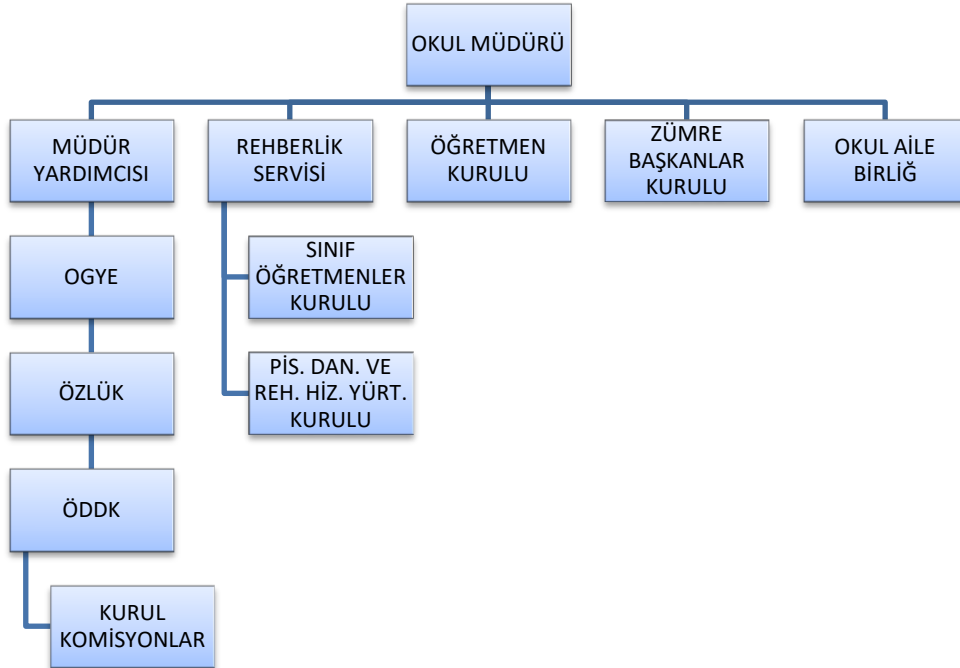 OKUL MÜDÜRÜ
MÜDÜR
YARDIMCISI
REHBERLİK
SERVİSİ
ÖĞRETMEN
KURULU
ZÜMRE
BAŞKANLAR
KURULU
OKUL AİLE
BİRLİĞ
OGYE
SINIF
ÖĞRETMENLER
KURULU
ÖZLÜK
PİS. DAN. VE
REH. HİZ. YÜRT.
KURULU
ÖDDK
KURUL
KOMİSYONLAR